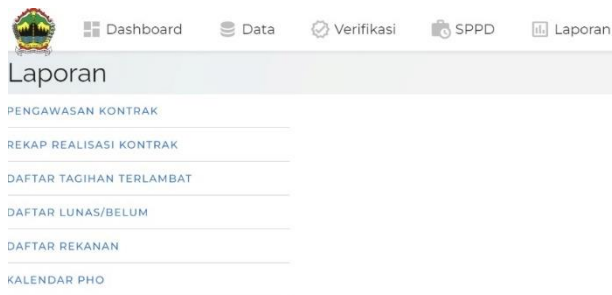 Dashboard Data Verifikasi SPPD Laporan
Laporan
PENGAWASAN KONTRAK
REKAP REALISASI KONTRAK
DAFTAR TAGIHAN TERLAMBAT
DAFTAR LUNAS/BELUM
DAFTAR REKANAN
KALENDAR PHO